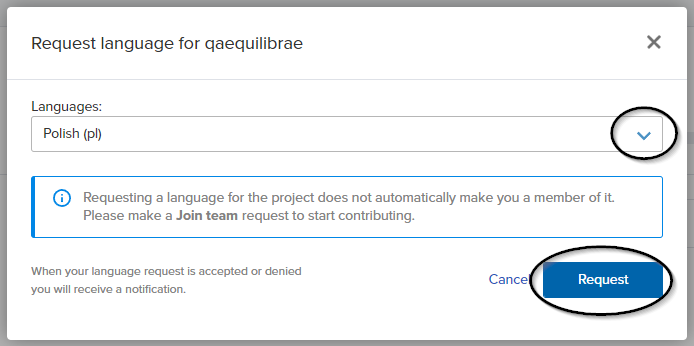 Request language for qaequilibrae
Languages:
Polish (pl)
Requesting a language for the project does not automatically make you a member of it.
Please make a Join team request to start contributing.
When your language request is accepted or denied
you will receive a notification.
Cancel
Request